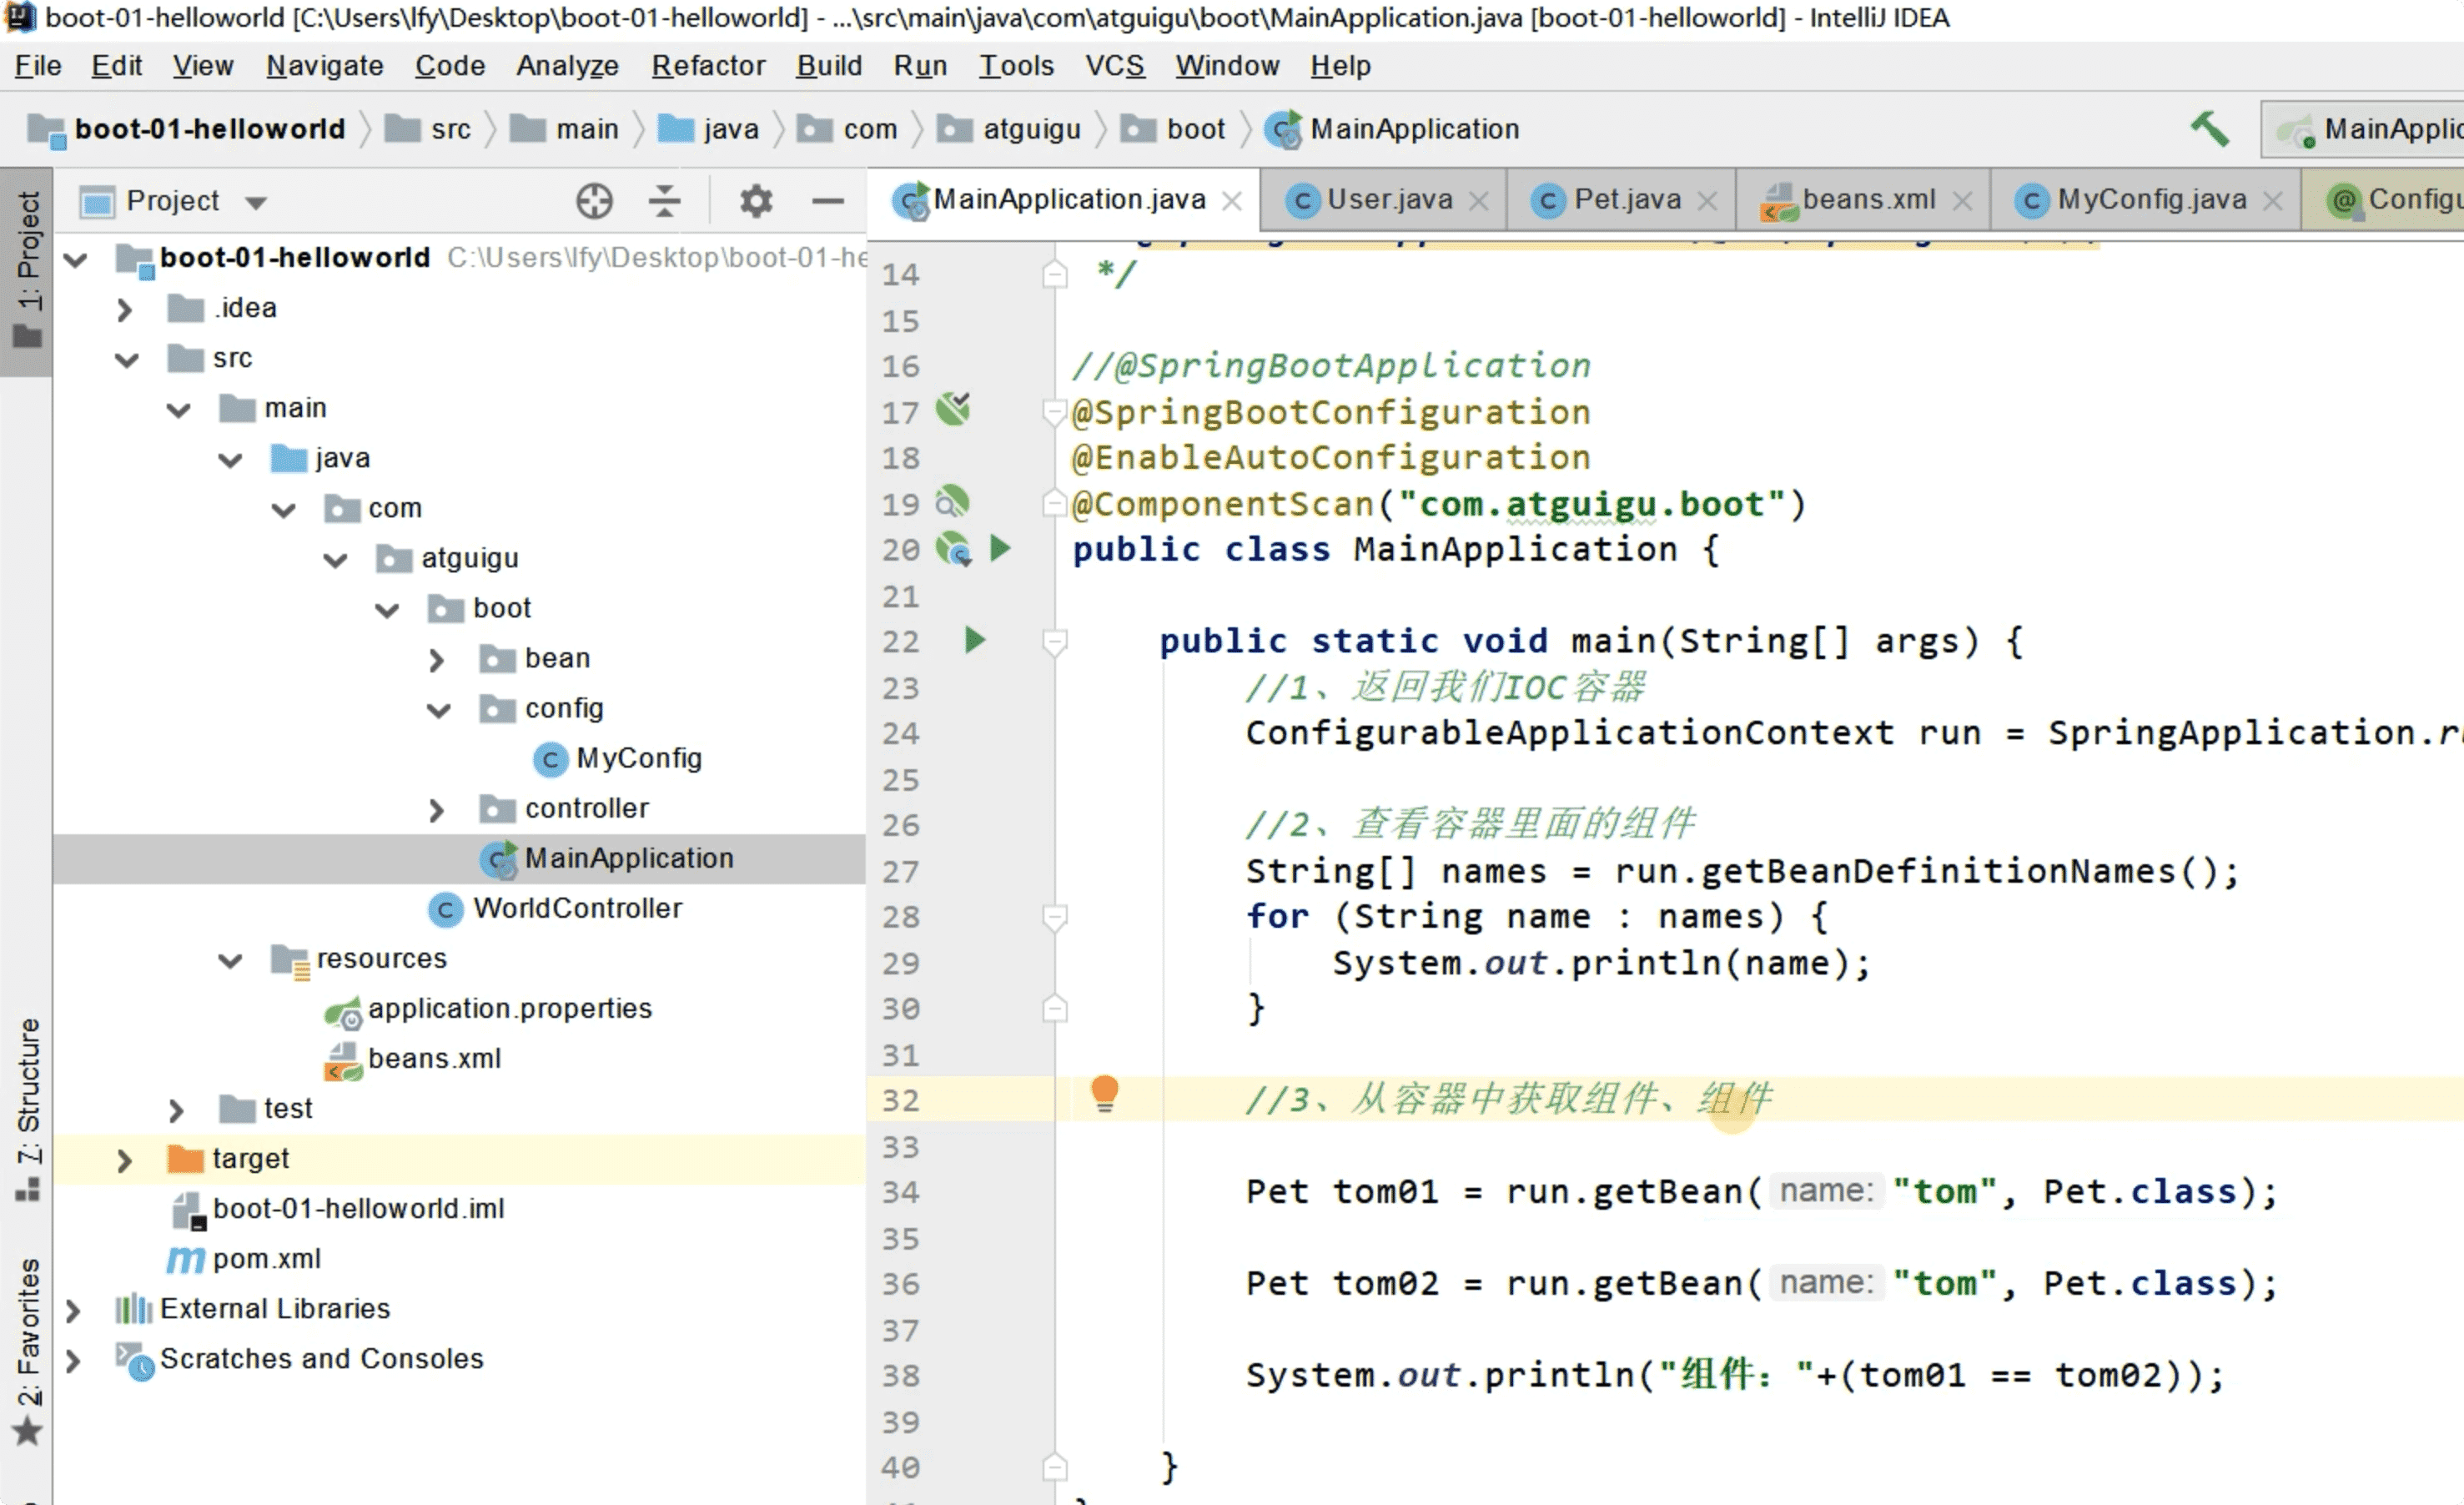 boot-01-helloworld [C:\Users\lfy\Desktop\boot-01-helloworld] - ...\src\main\java\com\atguigu\boot\MainApplication.java [boot-01-helloworld] - IntelliJ IDEA
File Edit View Navigate Code Analyze Refactor Build Run Tools VCS Window Help
boot-01-helloworld src main java com atguigu boot MainApplication
1: Project
7: Structure
2: Favorites
Project
boot-01-helloworld C:\Users\lfy\Desktop\boot-01-he
.idea
src
main
java
com
atguigu
boot
bean
config
MyConfig
controller
MainApplication
WorldController
resources
application.properties
beans.xml
test
target
boot-01-helloworld.iml
pom.xml
External Libraries
Scratches and Consoles
MainApplication.java User.java Pet.java beans.xml MyConfig.java
14 */
15
16 //@SpringBootApplication
17 @SpringBootConfiguration
18 @EnableAutoConfiguration
19 @ComponentScan("com.atguigu.boot")
20 public class MainApplication {
21
22 public static void main(String[] args) {
23 //1、返回我们IOC容器
24 ConfigurableApplicationContext run = SpringApplication.
25
26 //2、查看容器里面的组件
27 String[] names = run.getBeanDefinitionNames();
28 for (String name : names) {
29 System.out.println(name);
30 }
31
32 //3、从容器中获取组件、组件
33
34 Pet tom01 = run.getBean( name: "tom", Pet.class);
35
36 Pet tom02 = run.getBean( name: "tom", Pet.class);
37
38 System.out.println("组件："+(tom01 == tom02));
39
40 }